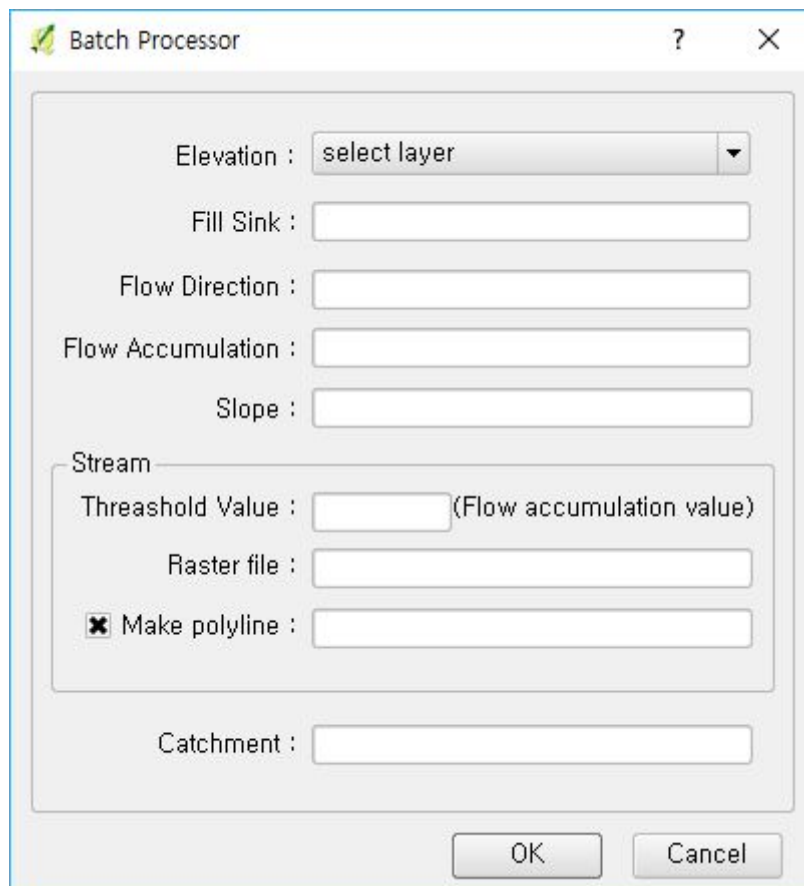 Batch Processor
Elevation : select layer
Fill Sink :
Flow Direction :
Flow Accumulation :
Slope :
Stream
Threashold Value : (Flow accumulation value)
Raster file :
Make polyline :
Catchment :
OK Cancel